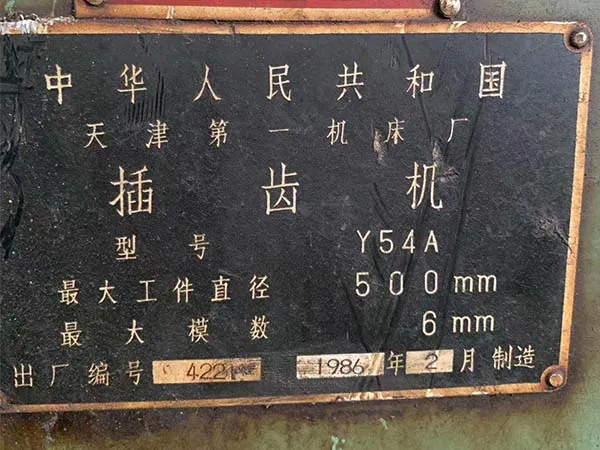 中华人民共和国
天津第一机床厂
插齿机
型号 Y54A
最大工件直径 500mm
最大模数 6mm
出厂编号 4221 1986年2月制造